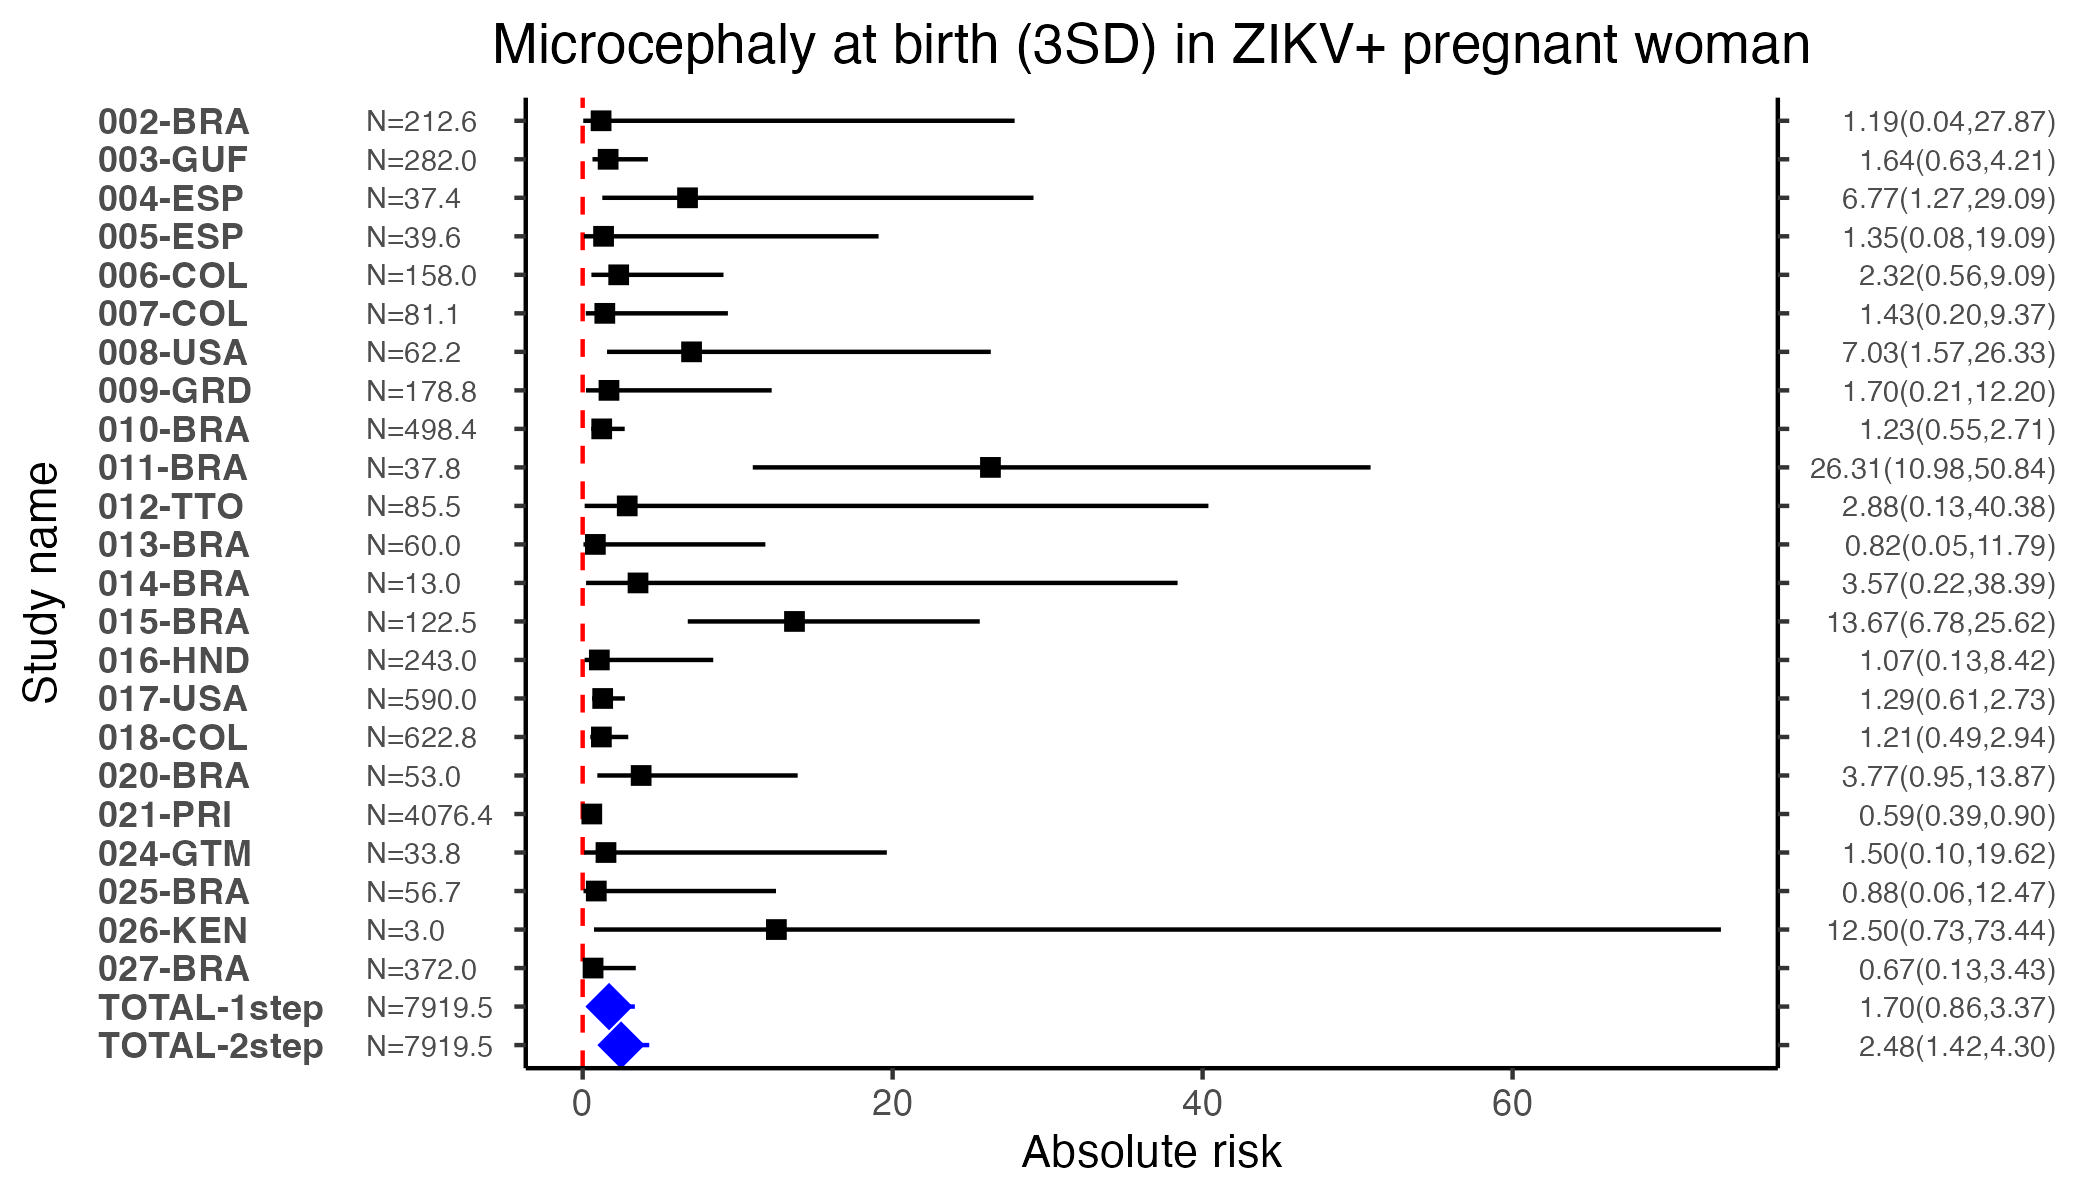 Microcephaly at birth (3SD) in ZIKV+ pregnant woman
Study name
002-BRA N=212.6 1.19(0.04,27.87)
003-GUF N=282.0 1.64(0.63,4.21)
004-ESP N=37.4 6.77(1.27,29.09)
005-ESP N=39.6 1.35(0.08,19.09)
006-COL N=158.0 2.32(0.56,9.09)
007-COL N=81.1 1.43(0.20,9.37)
008-USA N=62.2 7.03(1.57,26.33)
009-GRD N=178.8 1.70(0.21,12.20)
010-BRA N=498.4 1.23(0.55,2.71)
011-BRA N=37.8 26.31(10.98,50.84)
012-TTO N=85.5 2.88(0.13,40.38)
013-BRA N=60.0 0.82(0.05,11.79)
014-BRA N=13.0 3.57(0.22,38.39)
015-BRA N=122.5 13.67(6.78,25.62)
016-HND N=243.0 1.07(0.13,8.42)
017-USA N=590.0 1.29(0.61,2.73)
018-COL N=622.8 1.21(0.49,2.94)
020-BRA N=53.0 3.77(0.95,13.87)
021-PRI N=4076.4 0.59(0.39,0.90)
024-GTM N=33.8 1.50(0.10,19.62)
025-BRA N=56.7 0.88(0.06,12.47)
026-KEN N=3.0 12.50(0.73,73.44)
027-BRA N=372.0 0.67(0.13,3.43)
TOTAL-1step N=7919.5 1.70(0.86,3.37)
TOTAL-2step N=7919.5 2.48(1.42,4.30)
0 20 40 60
Absolute risk